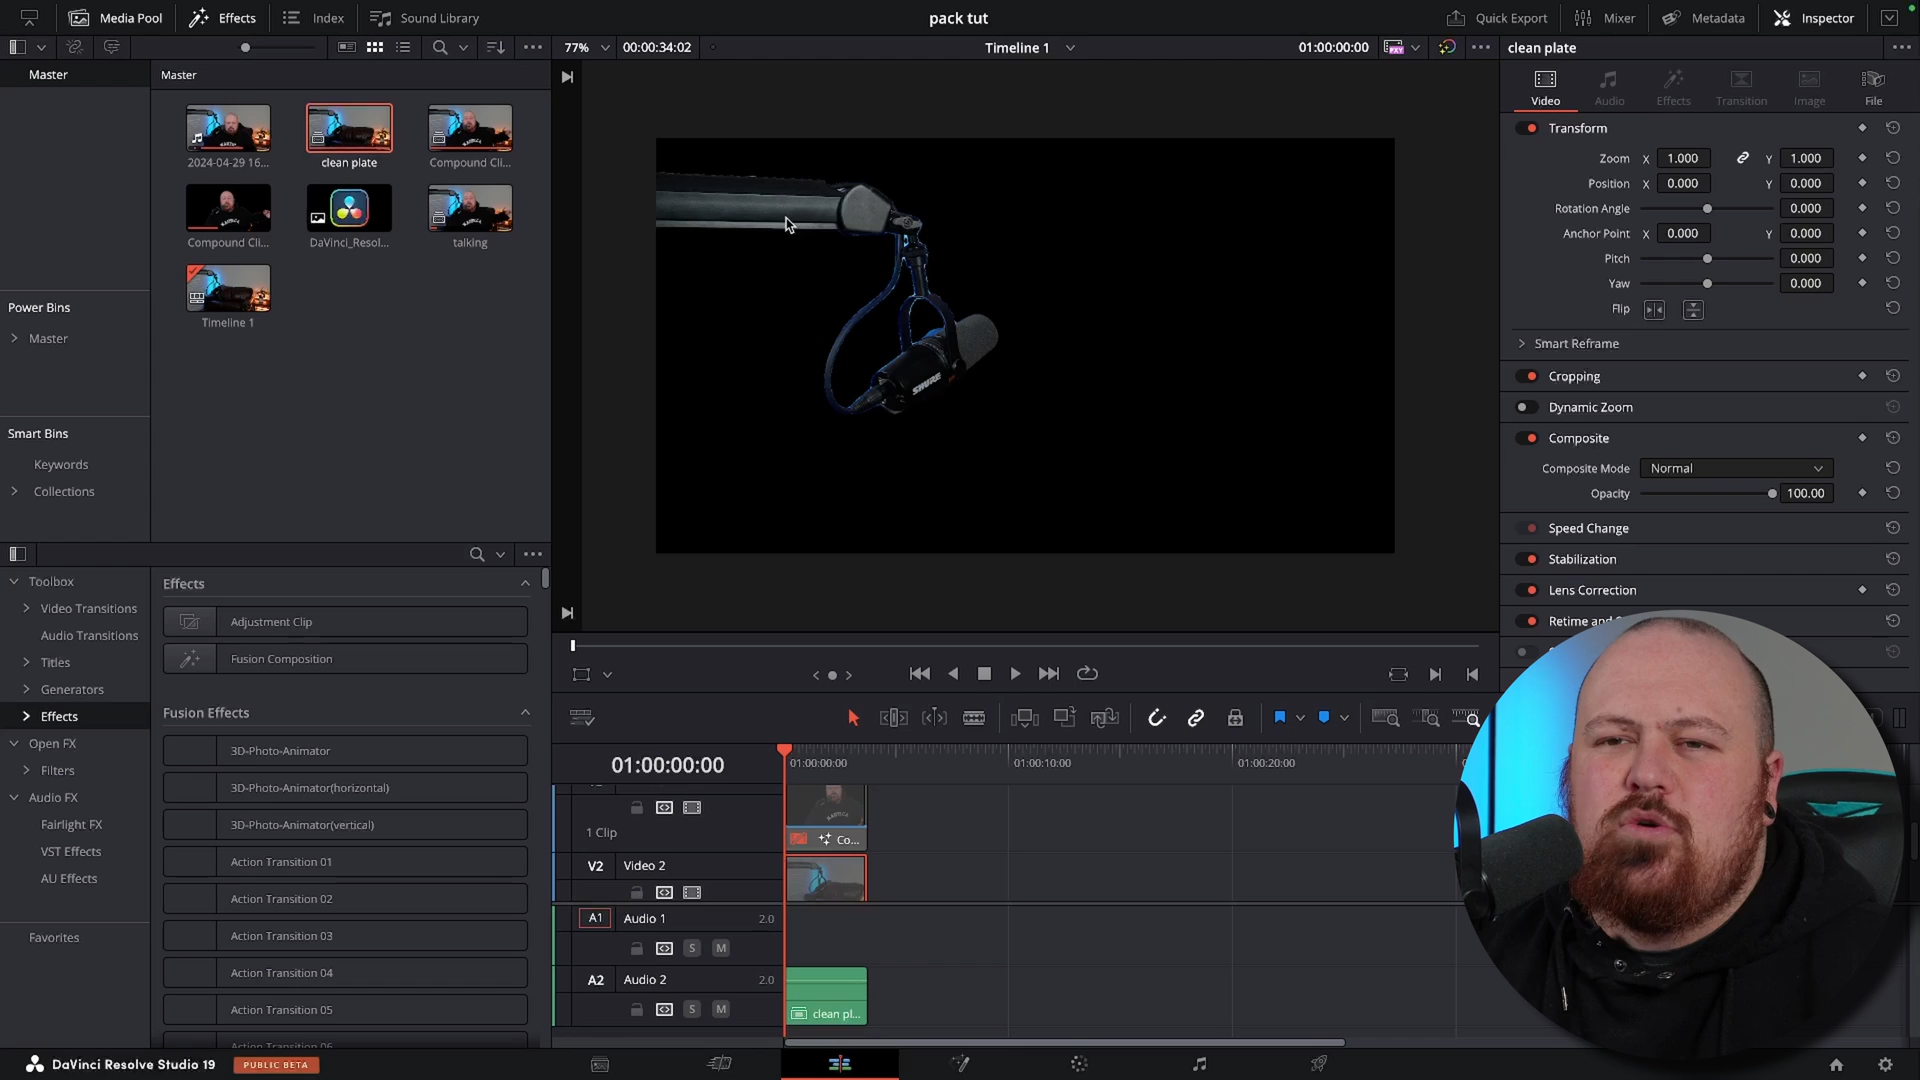 Media Pool
Effects
Index
Sound Library
pack tut
Quick Export
Mixer
Metadata
Inspector
77%
00:00:34:02
Timeline 1
01:00:00:00
clean plate
Master
Master
2024-04-29 16...
clean plate
Compound Cli...
Compound Cli...
DaVinci_Resol...
talking
Timeline 1
Power Bins
Master
Smart Bins
Keywords
Collections
SHURE
Video
Audio
Effects
Transition
Image
File
Transform
Zoom X 1.000 Y 1.000
Position X 0.000 Y 0.000
Rotation Angle 0.000
Anchor Point X 0.000 Y 0.000
Pitch 0.000
Yaw 0.000
Flip
Smart Reframe
Cropping
Dynamic Zoom
Composite
Composite Mode Normal
Opacity 100.00
Speed Change
Stabilization
Lens Correction
Retime and
Toolbox
Video Transitions
Audio Transitions
Titles
Generators
Effects
Open FX
Filters
Audio FX
Fairlight FX
VST Effects
AU Effects
Favorites
Effects
Adjustment Clip
Fusion Composition
Fusion Effects
3D-Photo-Animator
3D-Photo-Animator(horizontal)
3D-Photo-Animator(vertical)
Action Transition 01
Action Transition 02
Action Transition 03
Action Transition 04
Action Transition 05
Action Transition 06
01:00:00:00
01:00:00:00
01:00:10:00
01:00:20:00
1 Clip
Co...
V2 Video 2
A1 Audio 1 2.0
S M
A2 Audio 2 2.0
S M
clean pl...
DaVinci Resolve Studio 19
PUBLIC BETA